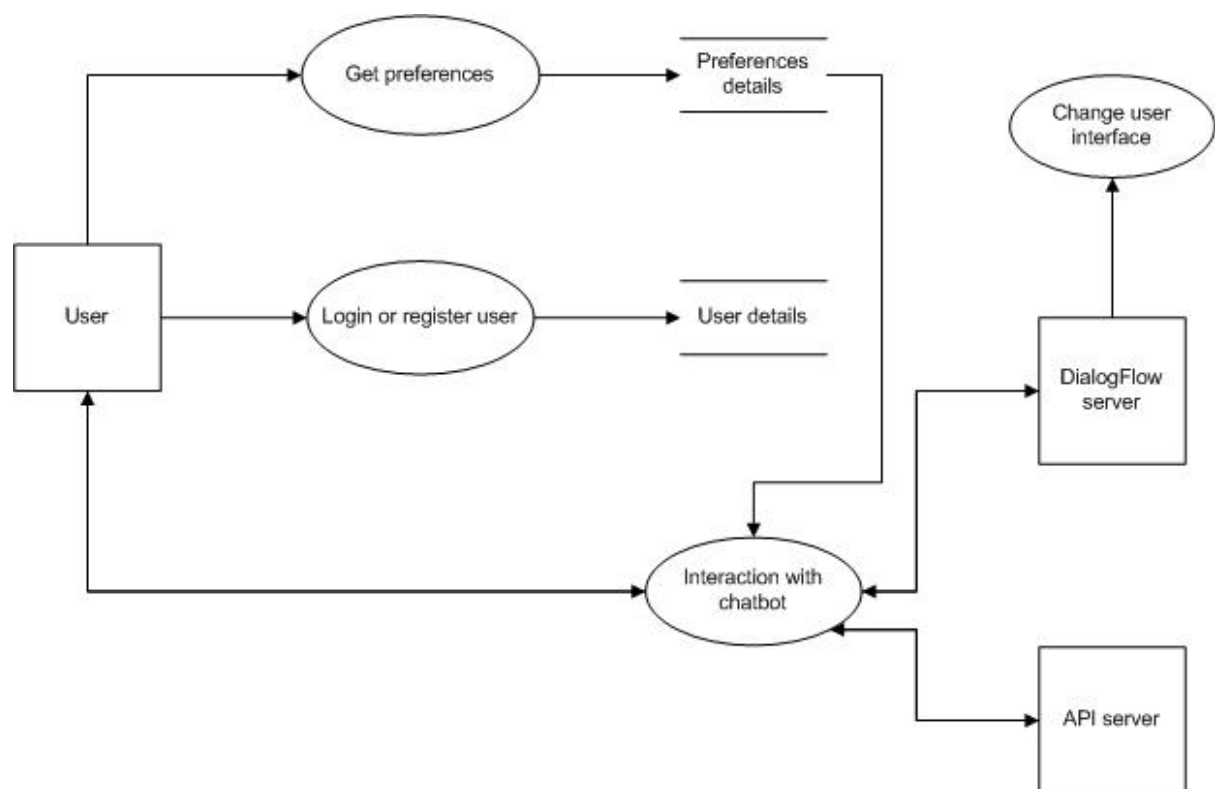 Get preferences
Preferences
details
Change user
interface
User
Login or register user
User details
DialogFlow
server
Interaction with
chatbot
API server